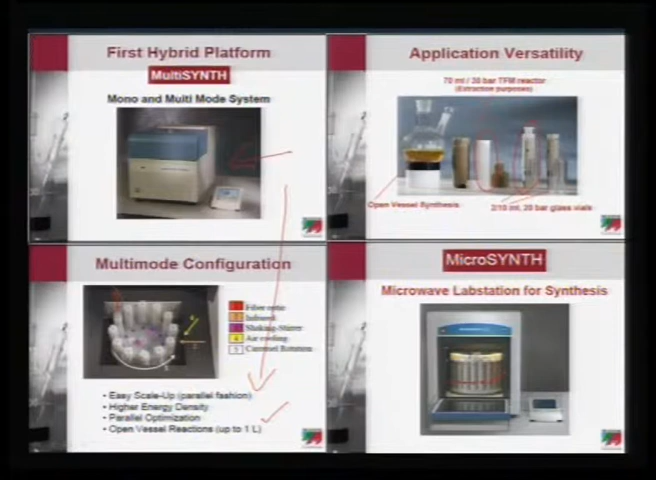 First Hybrid Platform
MultiSYNTH
Mono and Multi Mode System
Application Versatility
70 ml / 30 bar TFM reactor
(Extraction purposes)
Open Vessel Synthesis
2/10 ml, 20 bar glass vials
Multimode Configuration
Fiber optic
Infrared
Shaking-Stirrer
4 Air cooling
5 Carousel Rotation
• Easy Scale-Up (parallel fashion)
• Higher Energy Density
• Parallel Optimization
• Open Vessel Reactions (up to 1 L)
MicroSYNTH
Microwave Labstation for Synthesis